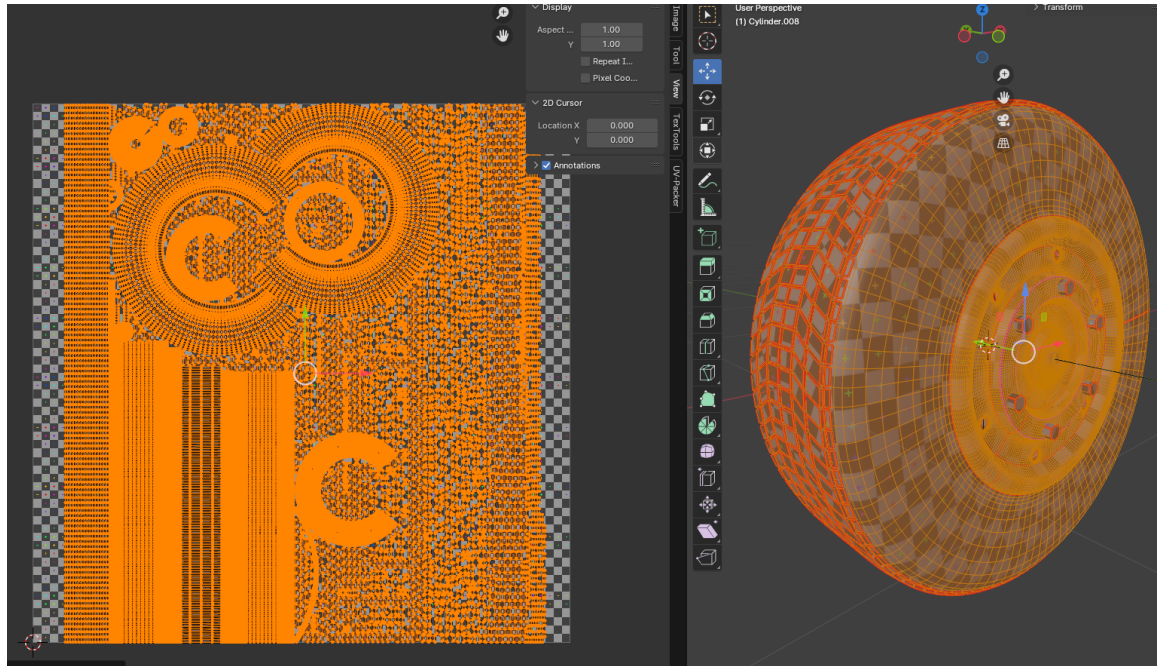 Display
Aspect ...
1.00
Y
1.00
Repeat I...
Pixel Coo...
2D Cursor
Location X
0.000
Y
0.000
Annotations
Image
Tool
View
TexTools
UV-Packer
User Perspective
(1) Cylinder.008
Transform
Z